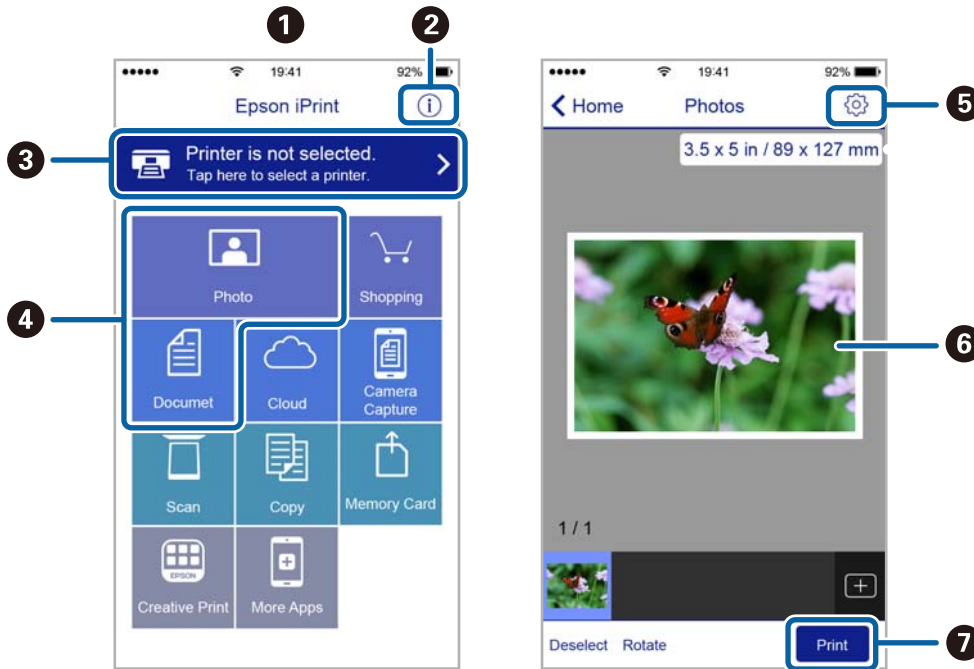 1
2
19:41
92%
Epson iPrint
3
Printer is not selected.
Tap here to select a printer.
4
Photo
Shopping
Documet
Cloud
Camera
Capture
Scan
Copy
Memory Card
EPSON
Creative Print
More Apps
19:41
92%
Home
Photos
5
3.5 x 5 in / 89 x 127 mm
6
1 / 1
Deselect
Rotate
Print
7